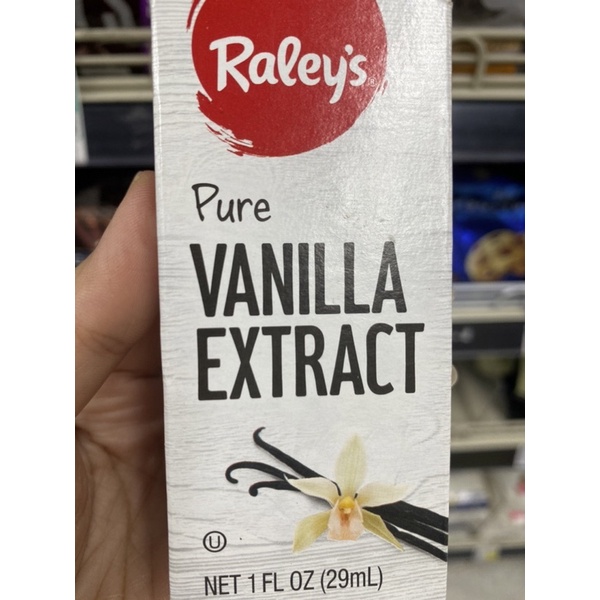 Raley's
Pure
VANILLA
EXTRACT
U
NET 1 FL OZ (29mL)